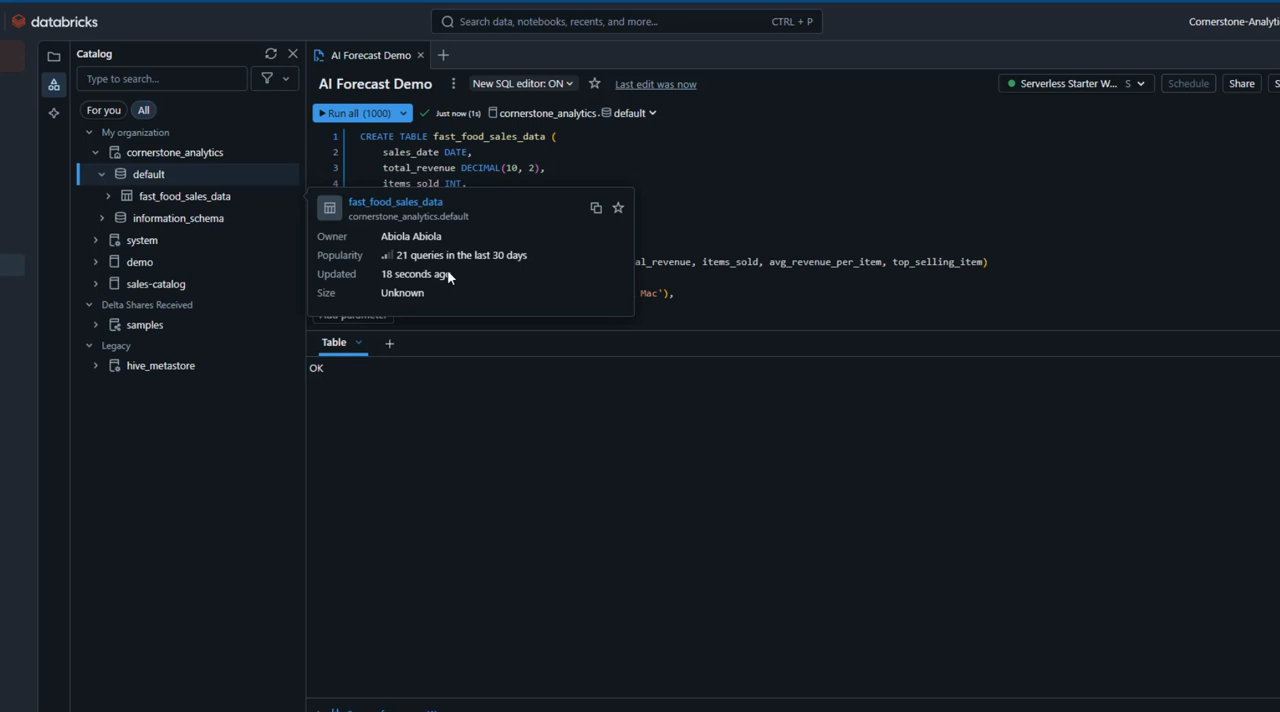 databricks
Search data, notebooks, recents, and more...
CTRL + P
Cornerstone-Analyti
Catalog
Type to search...
For you
All
My organization
cornerstone_analytics
default
fast_food_sales_data
information_schema
system
demo
sales-catalog
Delta Shares Received
samples
Legacy
hive_metastore
AI Forecast Demo
AI Forecast Demo
New SQL editor: ON
Last edit was now
Serverless Starter W... S
Schedule
Share
Run all (1000)
Just now (1s)
cornerstone_analytics.
default
1 CREATE TABLE fast_food_sales_data (
2 sales_date DATE,
3 total_revenue DECIMAL(10, 2),
4 items_sold INT,
fast_food_sales_data
cornerstone_analytics.default
Owner Abiola Abiola
Popularity 21 queries in the last 30 days
Updated 18 seconds ago
Size Unknown
al_revenue, items_sold, avg_revenue_per_item, top_selling_item)
Mac'),
Add parameter
Table
OK